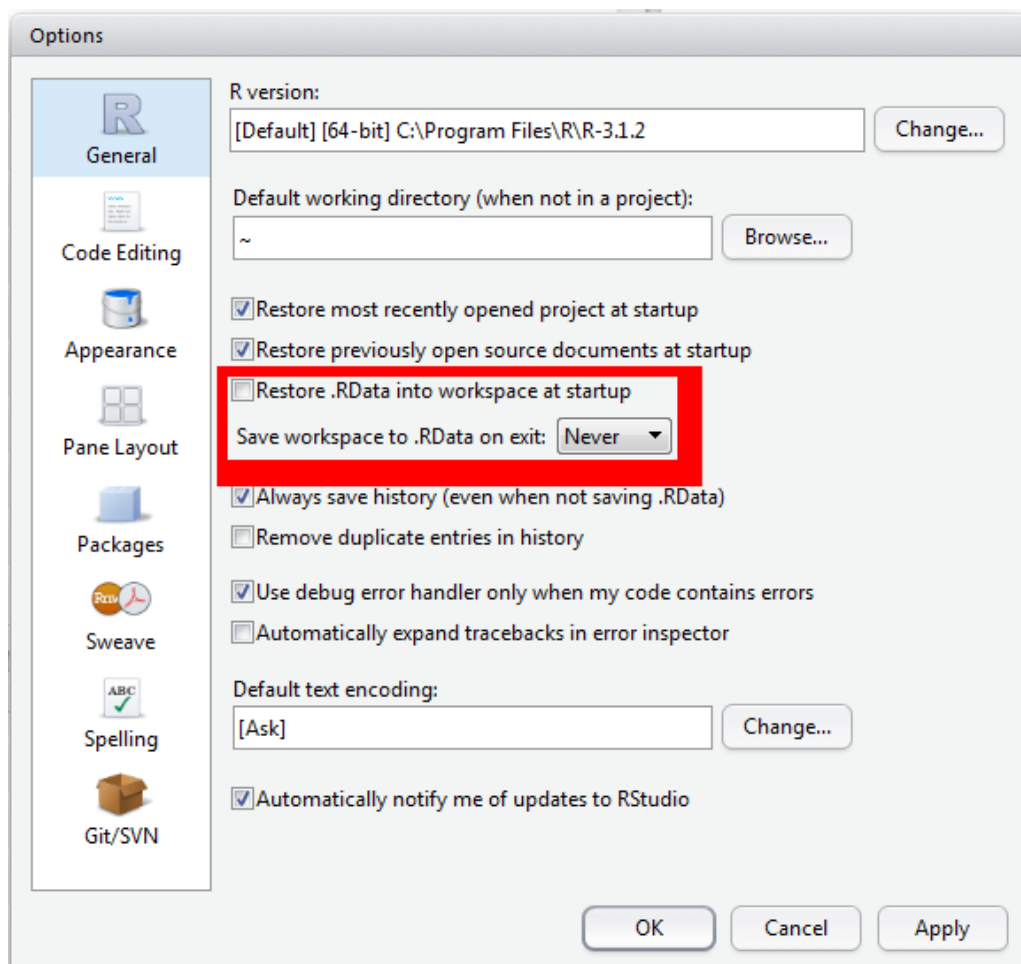 Options
R version:
[Default] [64-bit] C:\Program Files\R\R-3.1.2
Change...
General
Default working directory (when not in a project):
~
Browse...
Code Editing
Restore most recently opened project at startup
Appearance
Restore previously open source documents at startup
Restore .RData into workspace at startup
Save workspace to .RData on exit: Never
Pane Layout
Always save history (even when not saving .RData)
Remove duplicate entries in history
Packages
Use debug error handler only when my code contains errors
Automatically expand tracebacks in error inspector
Rnw
Sweave
Default text encoding:
[Ask]
Change...
ABC
Spelling
Automatically notify me of updates to RStudio
Git/SVN
OK
Cancel
Apply